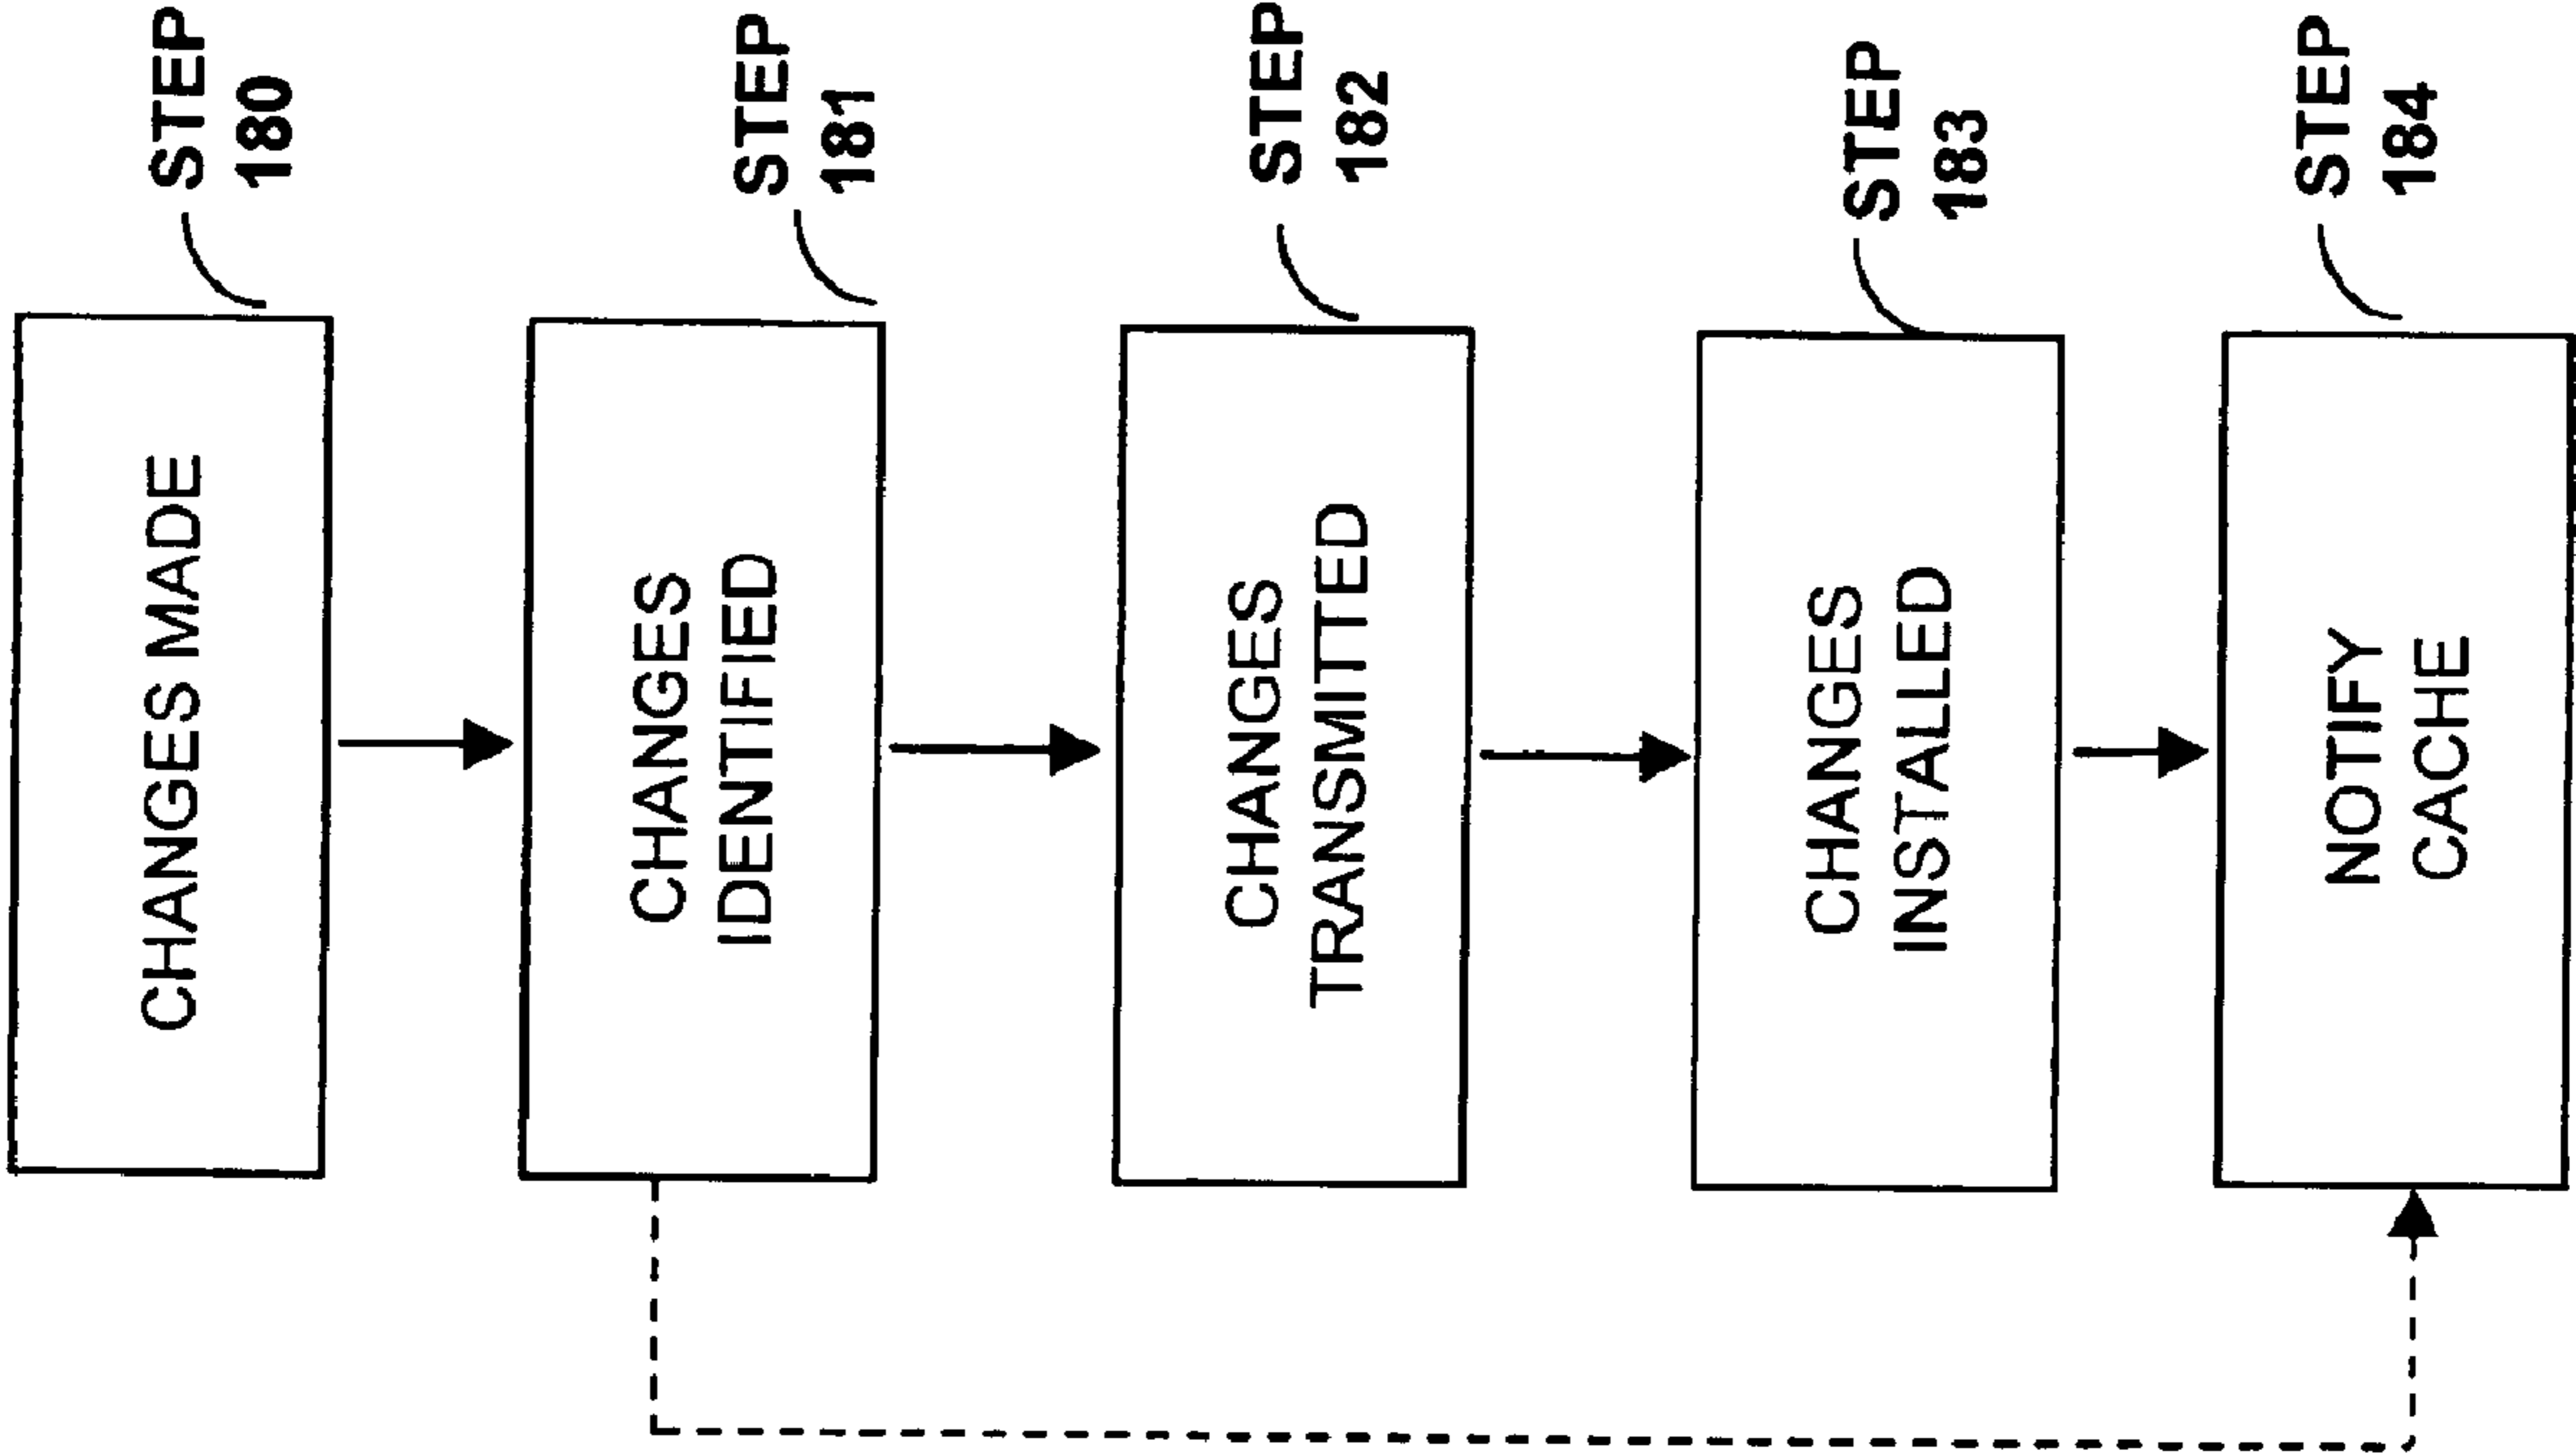 CHANGES MADE
STEP
180
CHANGES
IDENTIFIED
STEP
181
CHANGES
TRANSMITTED
STEP
182
CHANGES
INSTALLED
STEP
183
NOTIFY
CACHE
STEP
184